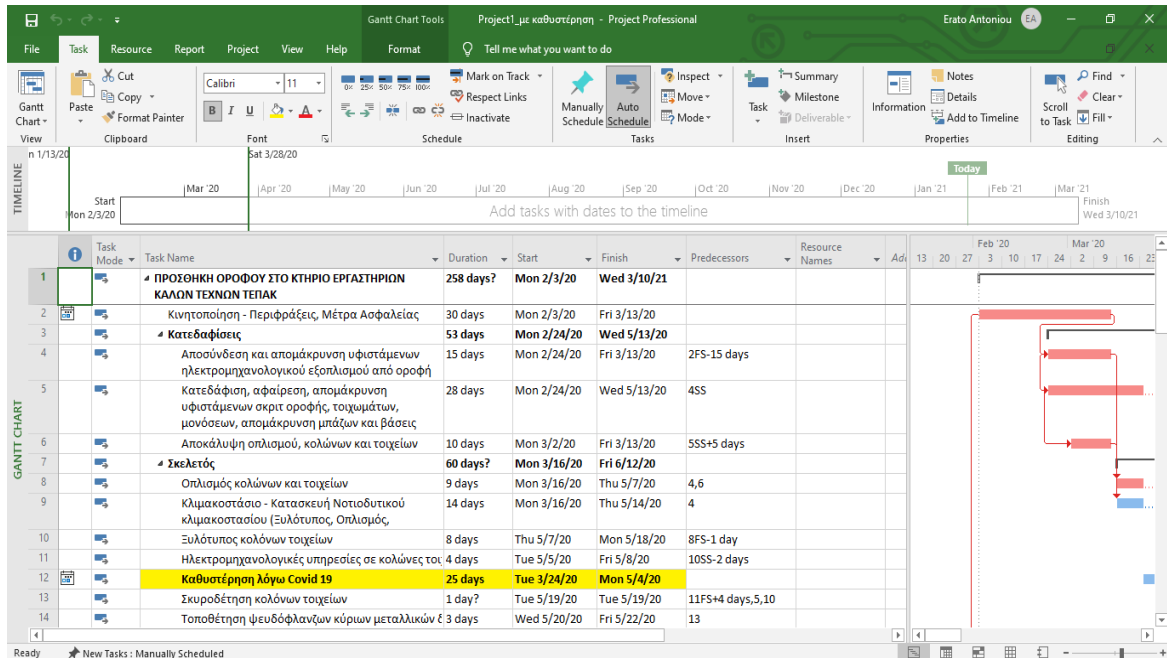 Gantt Chart Tools Project1_με καθυστέρηση - Project Professional Erato Antoniou EA
File Task Resource Report Project View Help Format Tell me what you want to do
Gantt Chart
View
Paste
Cut
Copy
Format Painter
Clipboard
Calibri 11
B I U A
Font
0% 25% 50% 75% 100%
Mark on Track
Respect Links
Inactivate
Schedule
Manually Schedule
Auto Schedule
Inspect
Move
Mode
Tasks
Task
Summary
Milestone
Deliverable
Insert
Information
Notes
Details
Add to Timeline
Properties
Scroll to Task
Find
Clear
Fill
Editing
TIMELINE
n 1/13/20 Sat 3/28/20 Today
Mar '20 Apr '20 May '20 Jun '20 Jul '20 Aug '20 Sep '20 Oct '20 Nov '20 Dec '20 Jan '21 Feb '21 Mar '21
Start
Mon 2/3/20
Add tasks with dates to the timeline
Finish
Wed 3/10/21
GANTT CHART
Task Mode Task Name Duration Start Finish Predecessors Resource Names Ad
Feb '20 Mar '20
13 20 27 3 10 17 24 2 9 16 23
1 ΠΡΟΣΘΗΚΗ ΟΡΟΦΟΥ ΣΤΟ ΚΤΗΡΙΟ ΕΡΓΑΣΤΗΡΙΩΝ 258 days? Mon 2/3/20 Wed 3/10/21
ΚΑΛΩΝ ΤΕΧΝΩΝ ΤΕΠΑΚ
2 Κινητοποίηση - Περιφράξεις, Μέτρα Ασφαλείας 30 days Mon 2/3/20 Fri 3/13/20
3 Κατεδαφίσεις 53 days Mon 2/24/20 Wed 5/13/20
4 Αποσύνδεση και απομάκρυνση υφιστάμενων 15 days Mon 2/24/20 Fri 3/13/20 2FS-15 days
ηλεκτρομηχανολογικού εξοπλισμού από οροφή
5 Κατεδάφιση, αφαίρεση, απομάκρυνση 28 days Mon 2/24/20 Wed 5/13/20 4SS
υφιστάμενων σκριτ οροφής, τοιχωμάτων,
μονόσεων, απομάκρυνση μπάζων και βάσεις
6 Αποκάλυψη οπλισμού, κολώνων και τοιχείων 10 days Mon 3/2/20 Fri 3/13/20 5SS+5 days
7 Σκελετός 60 days? Mon 3/16/20 Fri 6/12/20
8 Οπλισμός κολώνων και τοιχείων 9 days Mon 3/16/20 Thu 5/7/20 4,6
9 Κλιμακοστάσιο - Κατασκευή Νοτιοδυτικού 14 days Mon 3/16/20 Thu 5/14/20 4
κλιμακοστασίου (Ξυλότυπος, Οπλισμός,
10 Ξυλότυπος κολόνων τοιχείων 8 days Thu 5/7/20 Mon 5/18/20 8FS-1 day
11 Ηλεκτρομηχανολογικές υπηρεσίες σε κολώνες τοι 4 days Tue 5/5/20 Fri 5/8/20 10SS-2 days
12 Καθυστέρηση λόγω Covid 19 25 days Tue 3/24/20 Mon 5/4/20
13 Σκυροδέτηση κολόνων τοιχείων 1 day? Tue 5/19/20 Tue 5/19/20 11FS+4 days,5,10
14 Τοποθέτηση ψευδόφλανζων κύριων μεταλλικών δ 3 days Wed 5/20/20 Fri 5/22/20 13
Ready New Tasks : Manually Scheduled